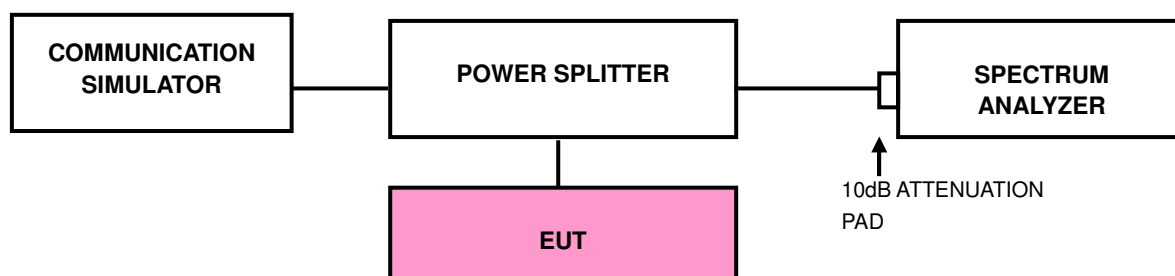 COMMUNICATION
SIMULATOR
POWER SPLITTER
SPECTRUM
ANALYZER
10dB ATTENUATION
PAD
EUT